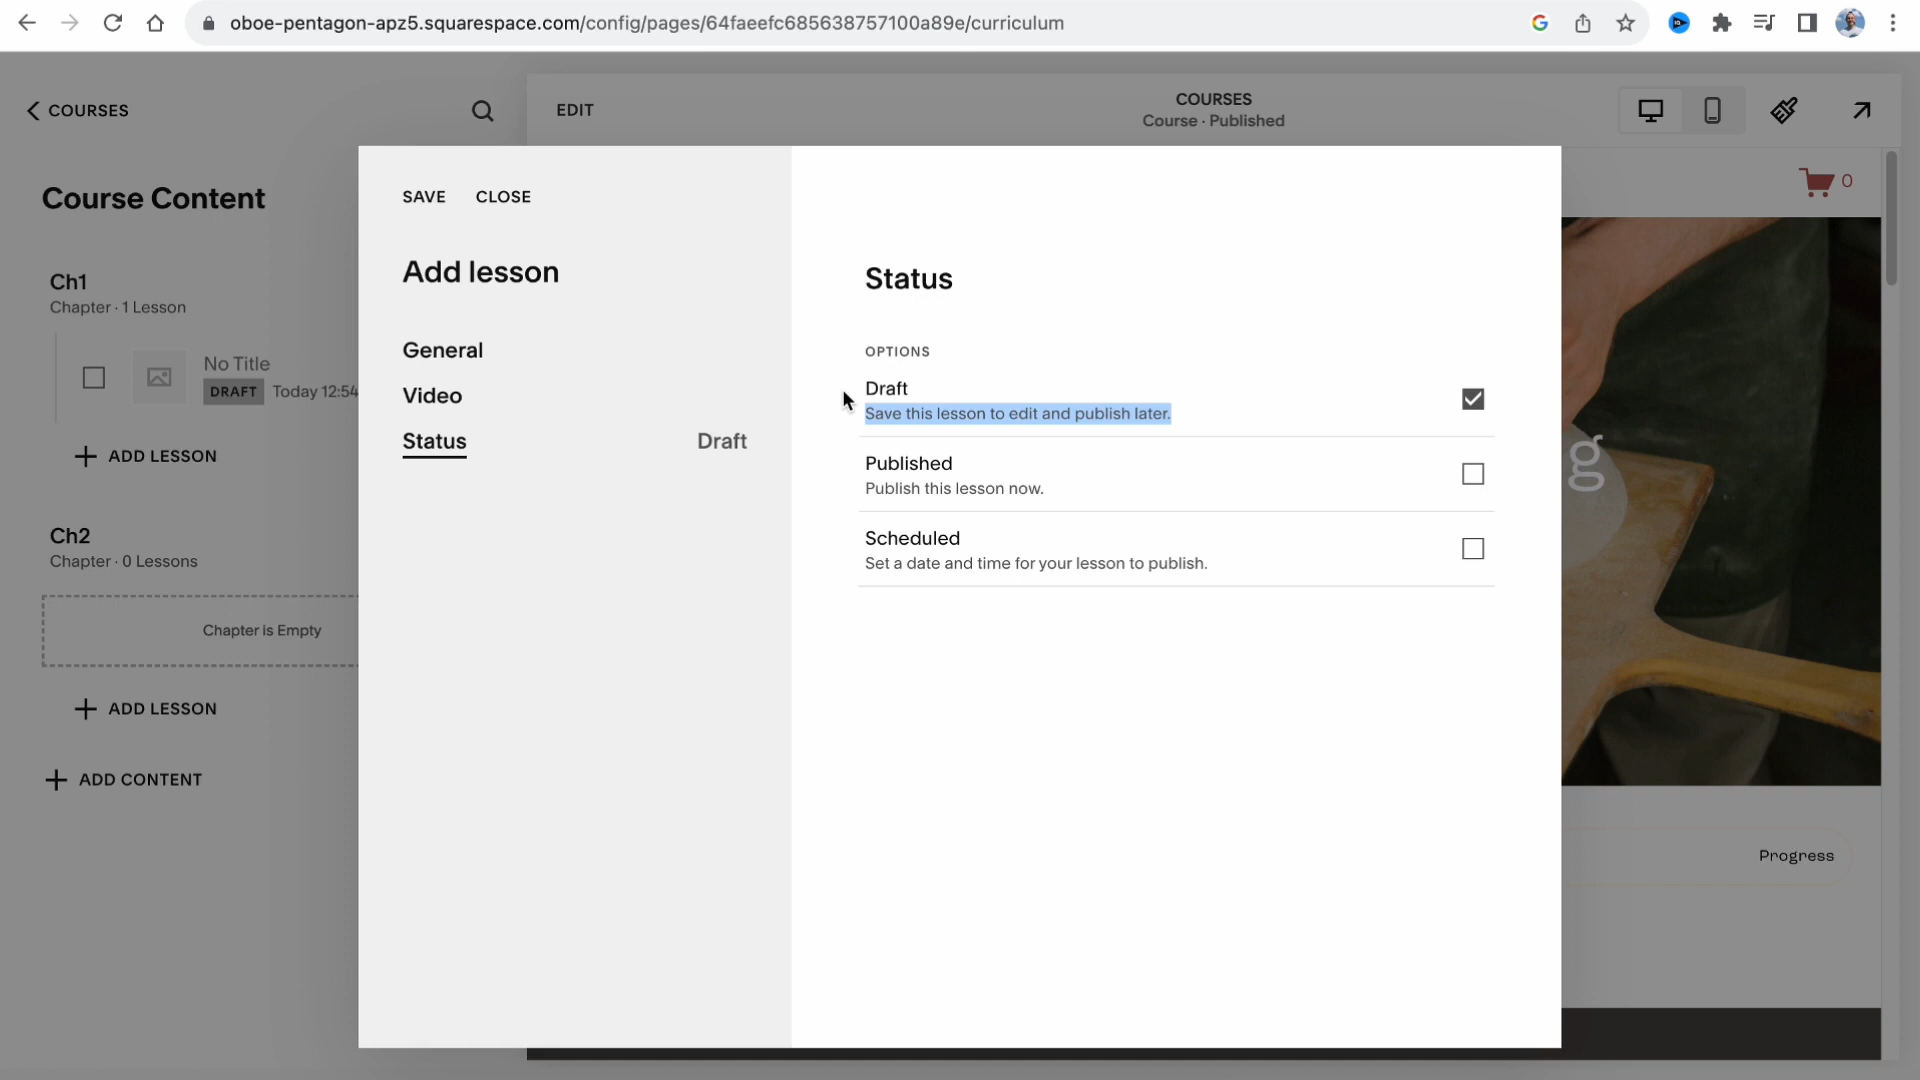 oboe-pentagon-apz5.squarespace.com/config/pages/64faeefc685638757100a89e/curriculum
COURSES
EDIT
COURSES
Course · Published
Course Content
0
Ch1
Chapter · 1 Lesson
No Title
DRAFT Today 12:54
ADD LESSON
Ch2
Chapter · 0 Lessons
Chapter is Empty
ADD LESSON
ADD CONTENT
SAVE CLOSE
Add lesson
General
Video
Status Draft
Status
OPTIONS
Draft
Save this lesson to edit and publish later.
Published
Publish this lesson now.
Scheduled
Set a date and time for your lesson to publish.
g
Progress